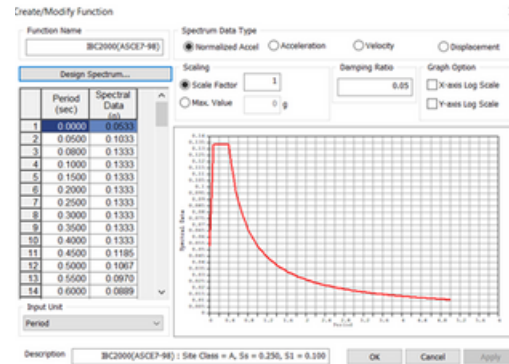 Create/Modify Function
Function Name
IBC2000(ASCE7-98)
Design Spectrum...
Period (sec) Spectral Data (g)
1 0.0000 0.0533
2 0.0500 0.1033
3 0.0800 0.1333
4 0.1000 0.1333
5 0.1500 0.1333
6 0.2000 0.1333
7 0.2500 0.1333
8 0.3000 0.1333
9 0.3500 0.1333
10 0.4000 0.1333
11 0.4500 0.1185
12 0.5000 0.1067
13 0.5500 0.0970
14 0.6000 0.0889
Input Unit
Period
Spectrum Data Type
Normalized Accel Acceleration Velocity Displacement
Scaling
Scale Factor 1
Max. Value 0 g
Damping Ratio
0.05
Graph Option
X-axis Log Scale
Y-axis Log Scale
Spectral Data
Period
Description IBC2000(ASCE7-98) : Site Class = A, Ss = 0.250, S1 = 0.100
OK Cancel Apply